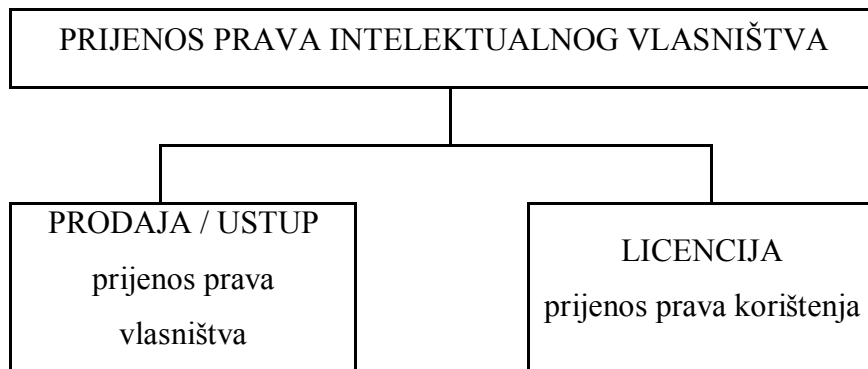 PRIJENOS PRAVA INTELEKTUALNOG VLASNIŠTVA
PRODAJA / USTUP
prijenos prava
vlasništva
LICENCIJA
prijenos prava korištenja